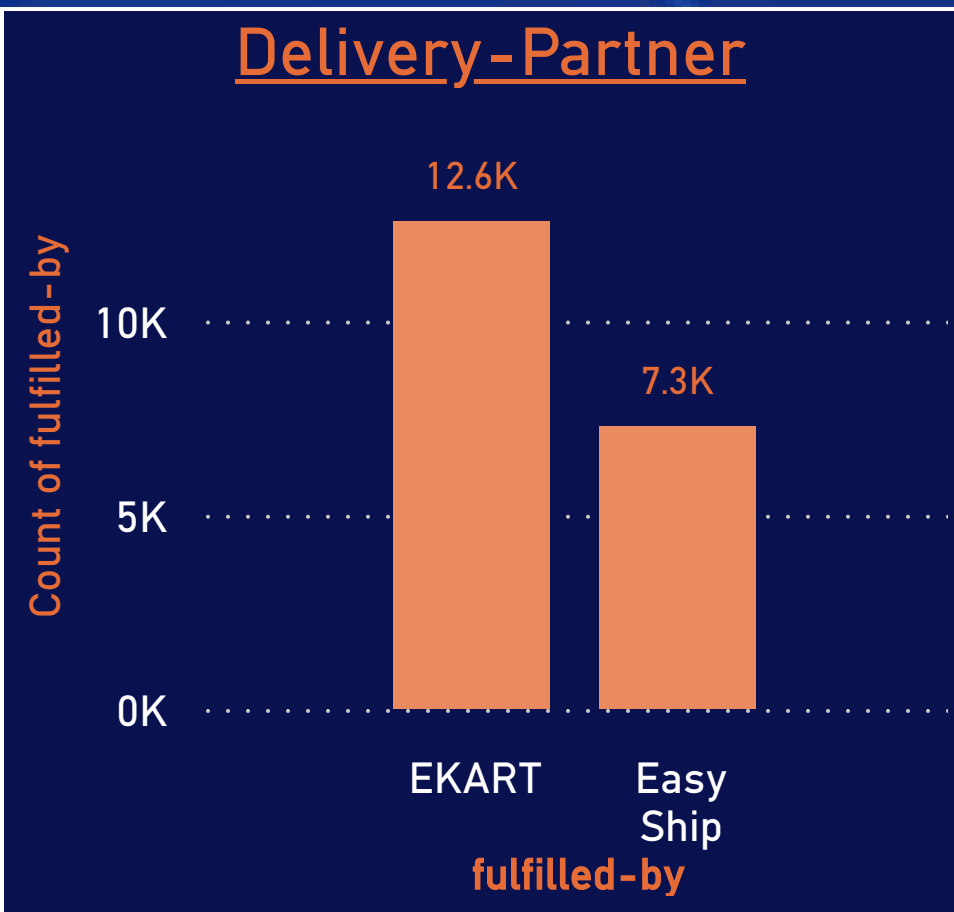 Delivery-Partner
12.6K
7.3K
Count of fulfilled-by
10K
5K
0K
EKART
Easy
Ship
fulfilled-by